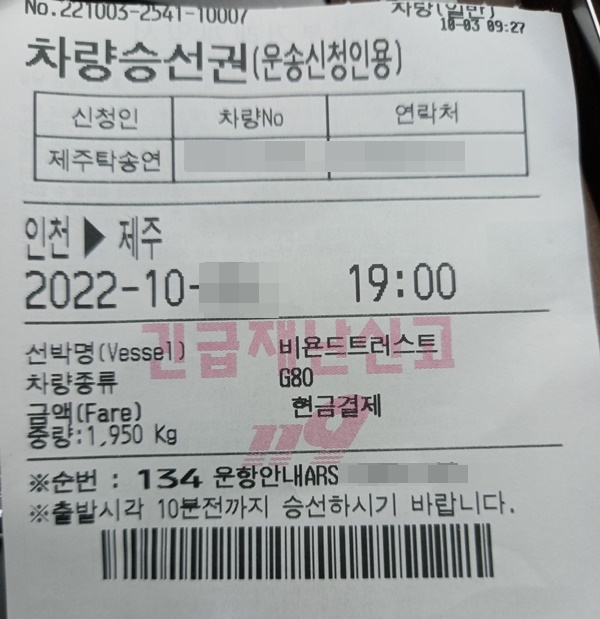 No.221003-2541-10007
차량(일반)
10-03 09:27
차량승선권(운송신청인용)
신청인 차량No 연락처
제주탁송연
인천 ▶ 제주
2022-10- 19:00
긴급재난신고
선박명(Vessel) 비욘드트러스트
차량종류 G80
금액(Fare) 현금결제
중량:1,950 Kg
119
※순번 : 134 운항안내ARS
※출발시각 10분전까지 승선하시기 바랍니다.